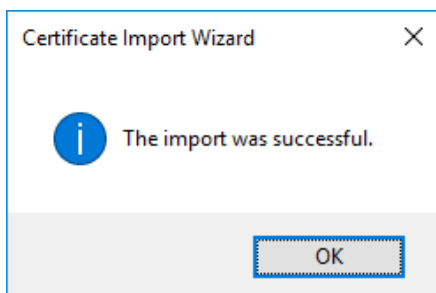 Certificate Import Wizard
The import was successful.
OK